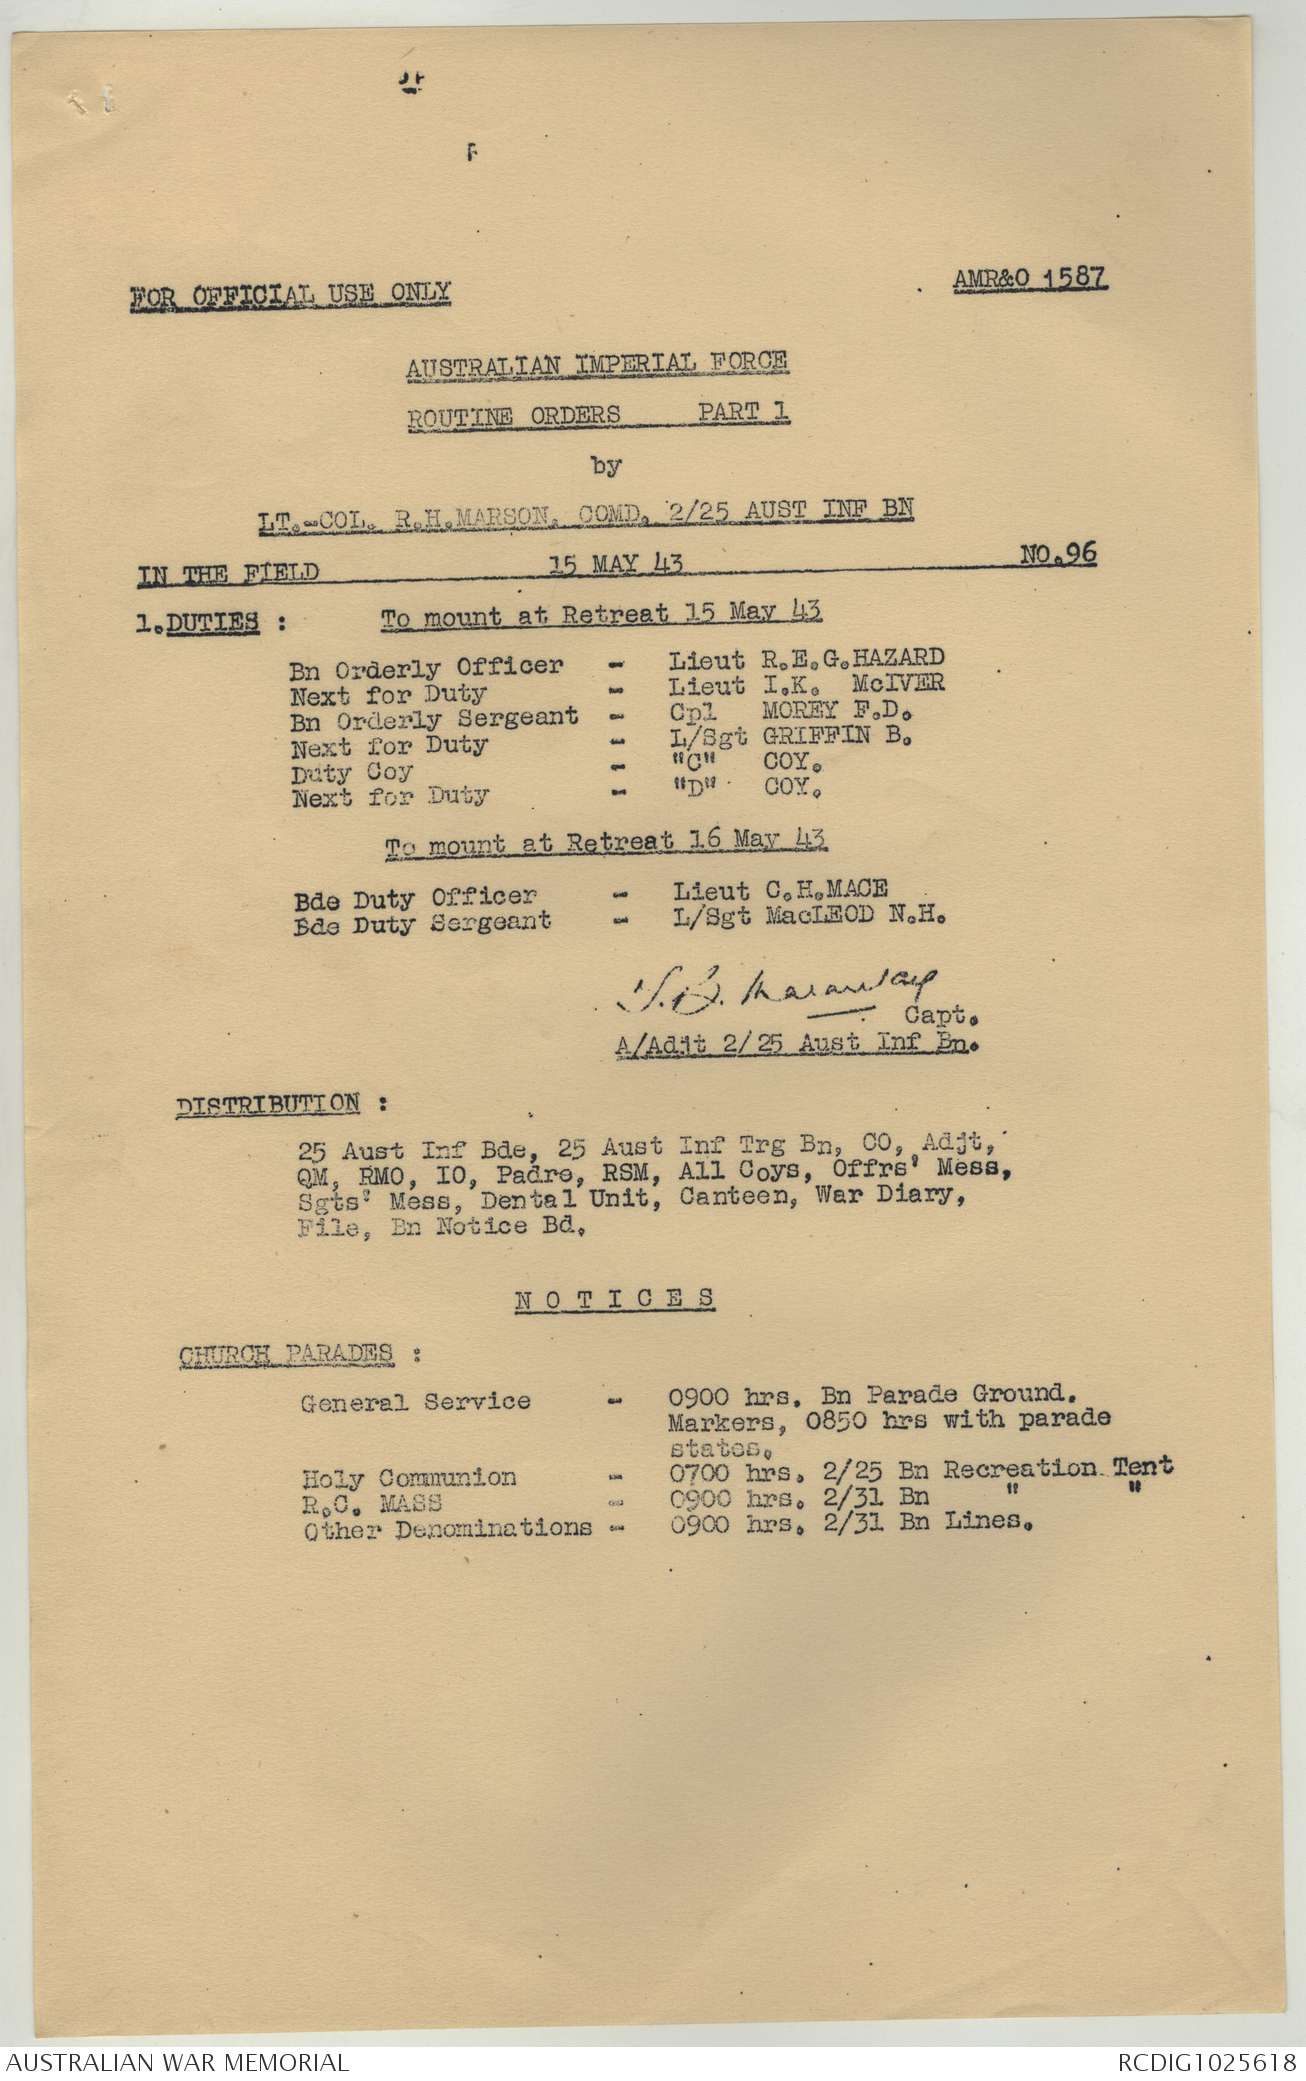 FOR OFFICIAL USE ONLY
AMR&O 1587
AUSTRALIAN IMPERIAL FORCE
ROUTINE ORDERS PART 1
by
LT.-COL. R.H.MARSON, COMD, 2/25 AUST INF BN
IN THE FIELD 15 MAY 43 NO.96
1.DUTIES : To mount at Retreat 15 May 43
Bn Orderly Officer - Lieut R.E.G.HAZARD
Next for Duty - Lieut I.K. McIVER
Bn Orderly Sergeant - Cpl MOREY F.D.
Next for Duty - L/Sgt GRIFFIN B.
Duty Coy - "C" COY.
Next for Duty - "D" COY.
To mount at Retreat 16 May 43
Bde Duty Officer - Lieut C.H.MACE
Bde Duty Sergeant - L/Sgt MacLEOD N.H.
Capt.
A/Adjt 2/25 Aust Inf Bn.
DISTRIBUTION :
25 Aust Inf Bde, 25 Aust Inf Trg Bn, CO, Adjt,
QM, RMO, IO, Padre, RSM, All Coys, Offrs' Mess,
Sgts' Mess, Dental Unit, Canteen, War Diary,
File, Bn Notice Bd.
N O T I C E S
CHURCH PARADES :
General Service - 0900 hrs. Bn Parade Ground.
Markers, 0850 hrs with parade
states.
Holy Communion - 0700 hrs. 2/25 Bn Recreation Tent
R.C. MASS - 0900 hrs. 2/31 Bn " "
Other Denominations - 0900 hrs. 2/31 Bn Lines.
AUSTRALIAN WAR MEMORIAL
RCDIG1025618